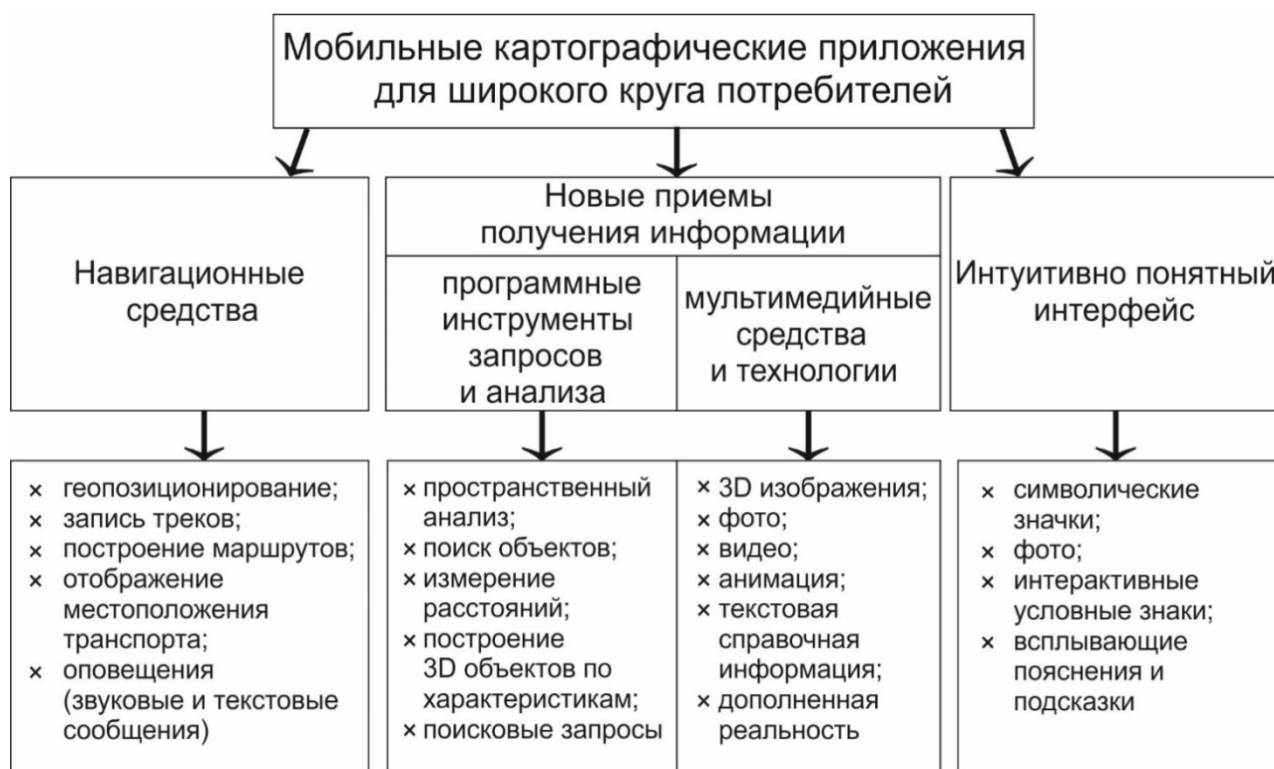 Мобильные картографические приложения
для широкого круга потребителей
Навигационные
средства
Новые приемы
получения информации
программные
инструменты
запросов
и анализа
мультимедийные
средства
и технологии
Интуитивно понятный
интерфейс
× геопозиционирование;
× запись треков;
× построение маршрутов;
× отображение
местоположения
транспорта;
× оповещения
(звуковые и текстовые
сообщения)
× пространственный
анализ;
× поиск объектов;
× измерение
расстояний;
× построение
3D объектов по
характеристикам;
× поисковые запросы
× 3D изображения;
× фото;
× видео;
× анимация;
× текстовая
справочная
информация;
× дополненная
реальность
× символические
значки;
× фото;
× интерактивные
условные знаки;
× всплывающие
пояснения и
подсказки